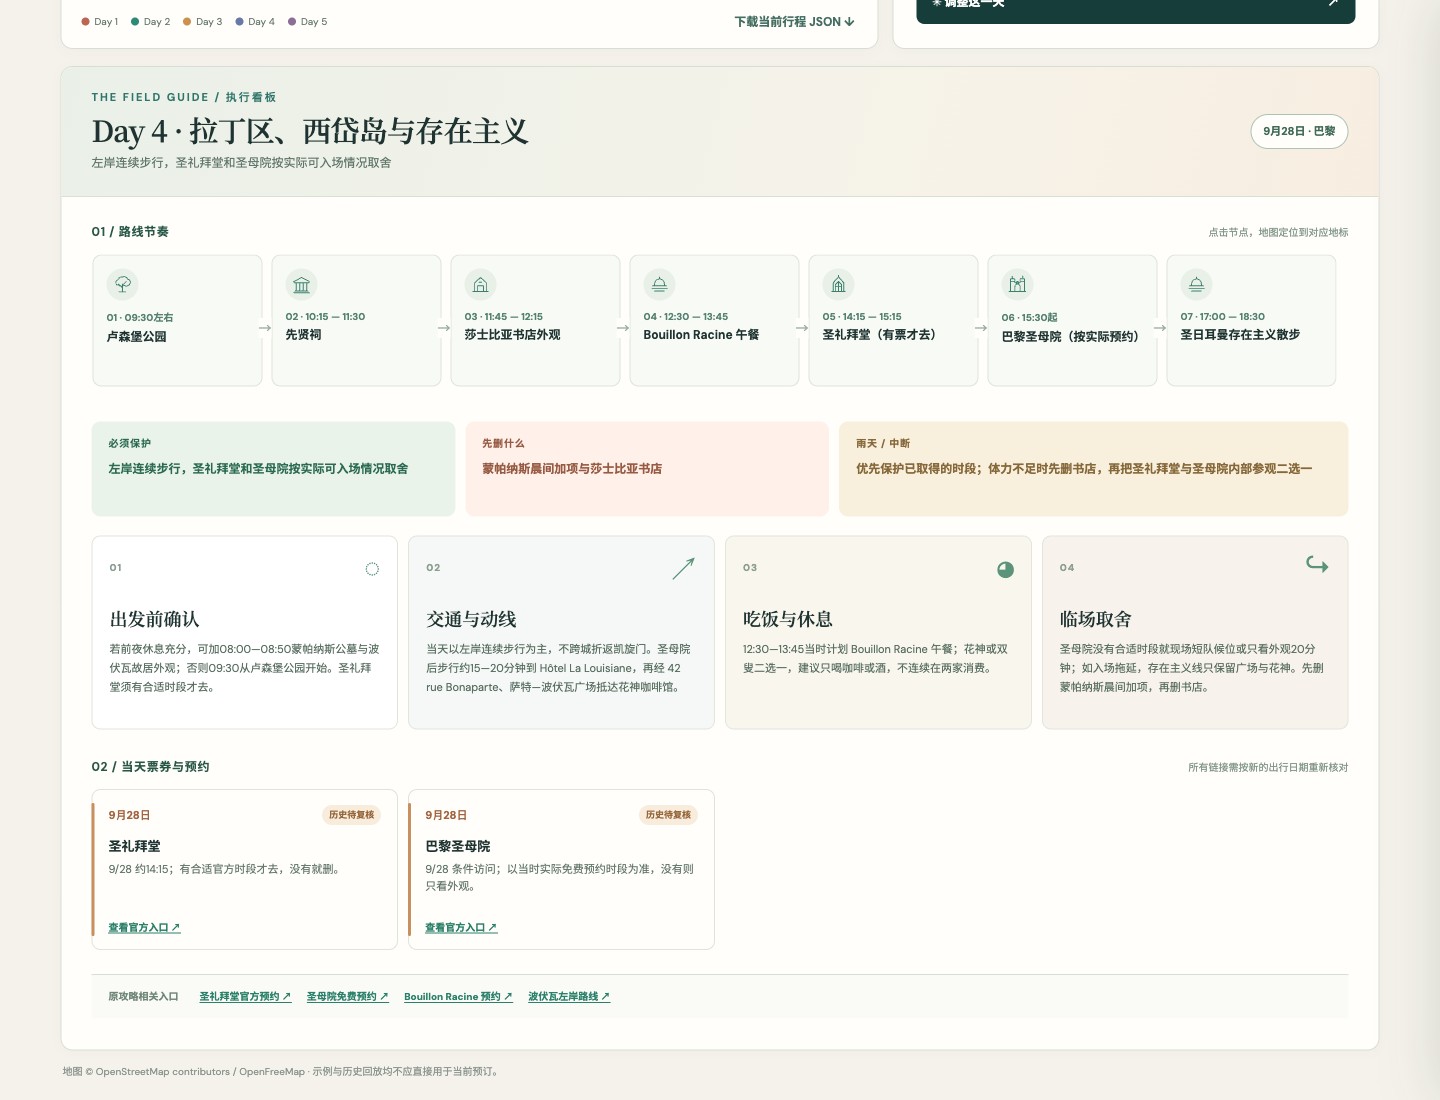 Day 1 Day 2 Day 3 Day 4 Day 5
下载当前行程 JSON ↓
✳ 调整这一天 ↗
THE FIELD GUIDE / 执行看板
Day 4 · 拉丁区、西岱岛与存在主义
左岸连续步行，圣礼拜堂和圣母院按实际可入场情况取舍
9月28日 · 巴黎
01 / 路线节奏
点击节点，地图定位到对应地标
01 · 09:30左右
卢森堡公园
→
02 · 10:15 — 11:30
先贤祠
→
03 · 11:45 — 12:15
莎士比亚书店外观
→
04 · 12:30 — 13:45
Bouillon Racine 午餐
→
05 · 14:15 — 15:15
圣礼拜堂（有票才去）
→
06 · 15:30起
巴黎圣母院（按实际预约）
→
07 · 17:00 — 18:30
圣日耳曼存在主义散步
必须保护
左岸连续步行，圣礼拜堂和圣母院按实际可入场情况取舍
先删什么
蒙帕纳斯晨间加项与莎士比亚书店
雨天 / 中断
优先保护已取得的时段；体力不足时先删书店，再把圣礼拜堂与圣母院内部参观二选一
01
出发前确认
若前夜休息充分，可加08:00—08:50蒙帕纳斯公墓与波
伏瓦故居外观；否则09:30从卢森堡公园开始。圣礼拜
堂须有合适时段才去。
02
交通与动线
当天以左岸连续步行为主，不跨城折返凯旋门。圣母院
后步行约15—20分钟到 Hôtel La Louisiane，再经 42
rue Bonaparte、萨特—波伏瓦广场抵达花神咖啡馆。
03
吃饭与休息
12:30—13:45当时计划 Bouillon Racine 午餐；花神或双
叟二选一，建议只喝咖啡或酒，不连续在两家消费。
04
临场取舍
圣母院没有合适时段就现场短队候位或只看外观20分
钟；如入场拖延，存在主义线只保留广场与花神。先删
蒙帕纳斯晨间加项，再删书店。
02 / 当天票券与预约
所有链接需按新的出行日期重新核对
9月28日
历史待复核
圣礼拜堂
9/28 约14:15；有合适官方时段才去，没有就删。
查看官方入口 ↗
9月28日
历史待复核
巴黎圣母院
9/28 条件访问；以当时实际免费预约时段为准，没有则
只看外观。
查看官方入口 ↗
原攻略相关入口 圣礼拜堂官方预约 ↗ 圣母院免费预约 ↗ Bouillon Racine 预约 ↗ 波伏瓦左岸路线 ↗
地图 © OpenStreetMap contributors / OpenFreeMap · 示例与历史回放均不应直接用于当前预订。